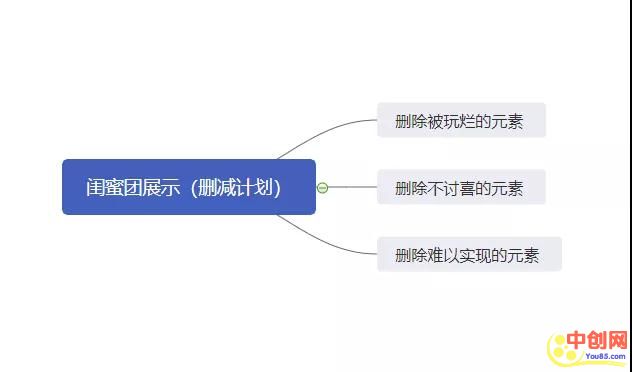 删除被玩烂的元素
闺蜜团展示（删减计划）
删除不讨喜的元素
删除难以实现的元素
中创网
You85.com